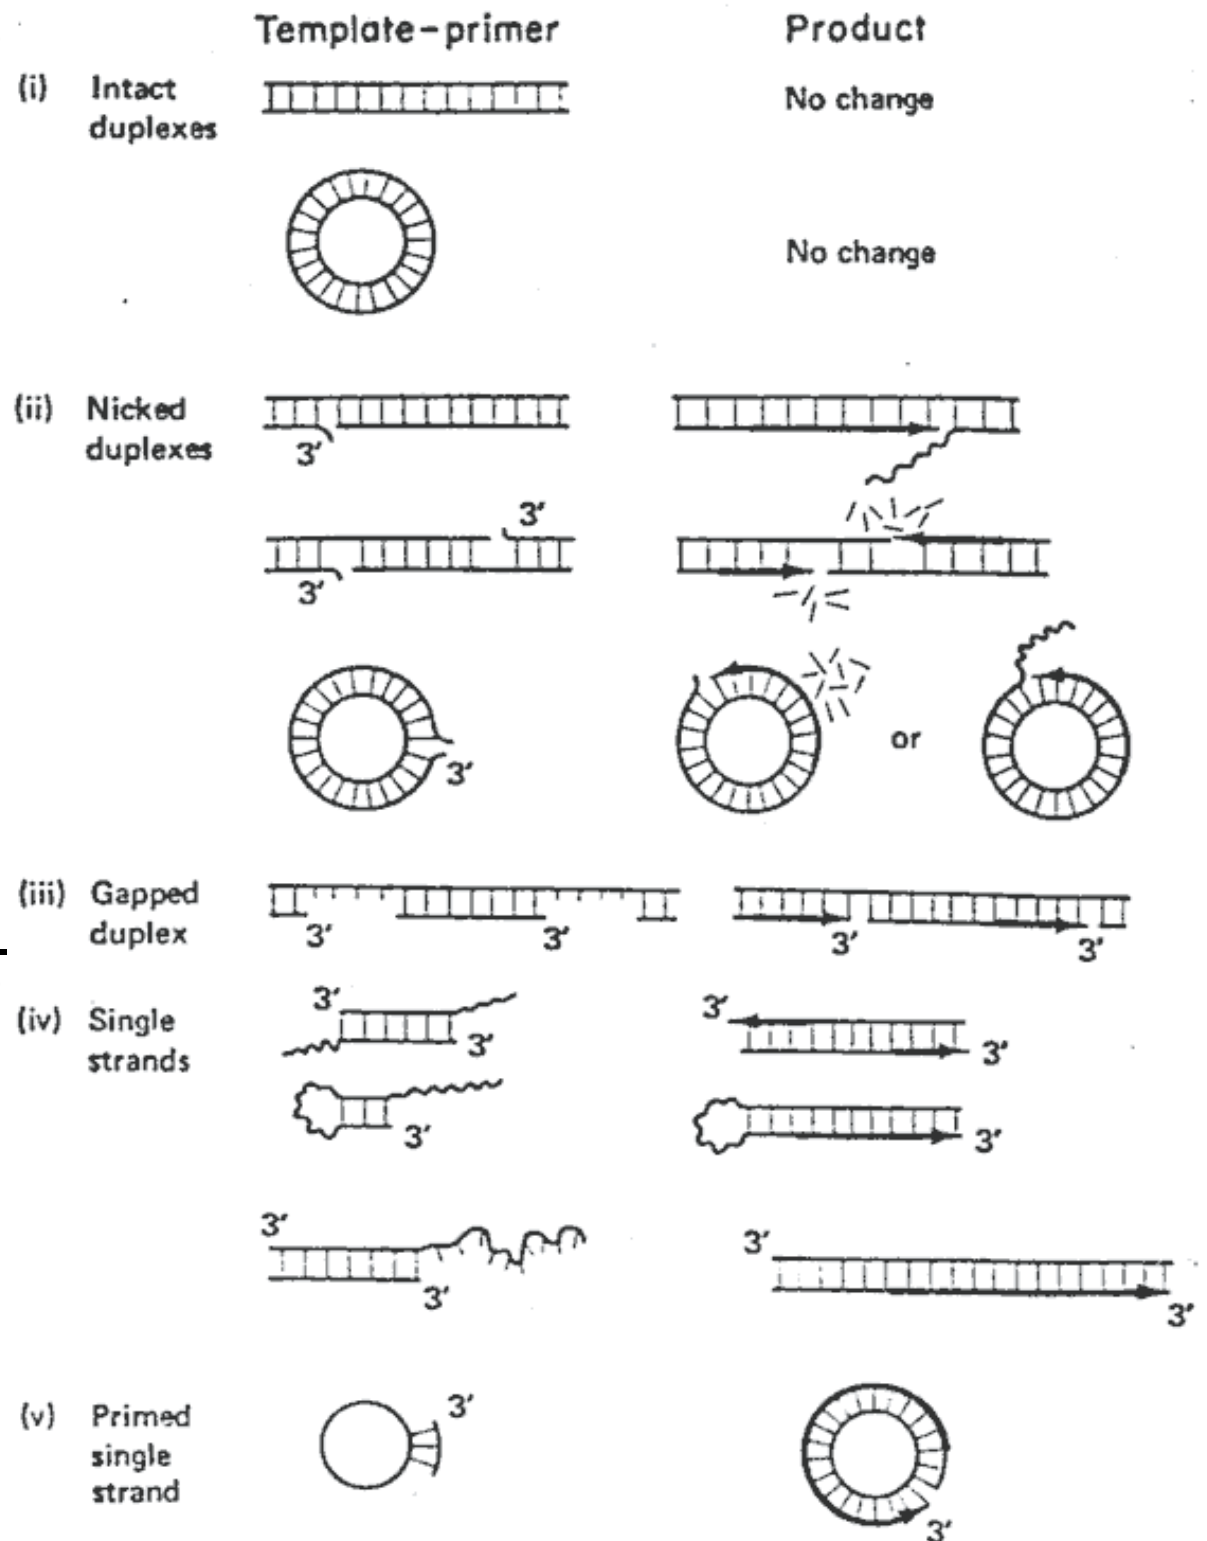 Template-primer Product
(i) Intact
duplexes
No change
No change
(ii) Nicked
duplexes
3′
3′
3′
3′
or
(iii) Gapped
duplex
3′ 3′ 3′ 3′
(iv) Single
strands
3′ 3′
3′ 3′
3′ 3′
3′ 3′
3′ 3′
(v) Primed
single
strand
3′
3′